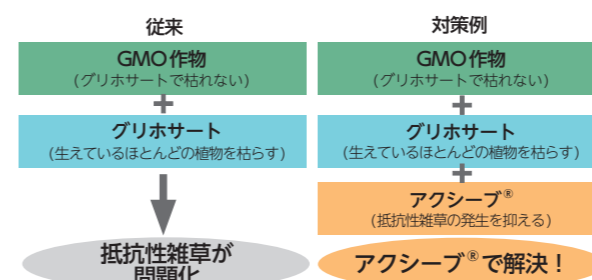 従来
GMO作物
(グリホサートで枯れない)
+
グリホサート
(生えているほとんどの植物を枯らす)
抵抗性雑草が
問題化
対策例
GMO作物
(グリホサートで枯れない)
+
グリホサート
(生えているほとんどの植物を枯らす)
+
アクシーブ®
(抵抗性雑草の発生を抑える)
アクシーブ®で解決！